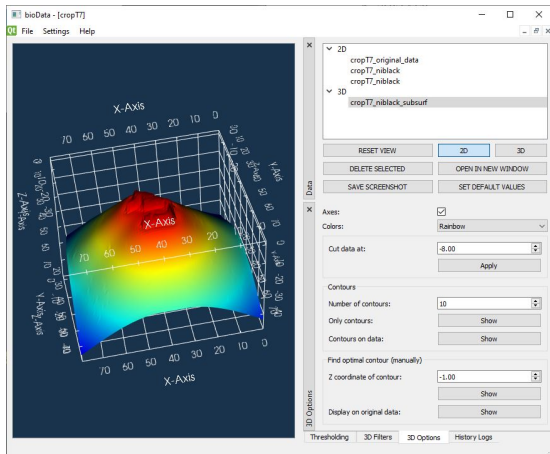 bioData - [cropT7]
Qt File Settings Help
2D
cropT7_original_data
cropT7_niblack
cropT7_niblack
3D
cropT7_niblack_subsurf
RESET VIEW 2D 3D
DELETE SELECTED OPEN IN NEW WINDOW
SAVE SCREENSHOT SET DEFAULT VALUES
Data
Axes:
Colors: Rainbow
Cut data at: -8.00
Apply
Contours
Number of contours: 10
Only contours: Show
Contours on data: Show
Find optimal contour (manually)
Z coordinate of contour: -1.00
Show
Display on original data: Show
3D Options
Thresholding 3D Filters 3D Options History Logs
X-Axis
70 60 50 40 30 20 10 0
X-Axis
70 60 50 40 30 20
70 60 50 40 30 20 10 0
X-Axis
Z-Axis
Y-Axis
Y-Axis